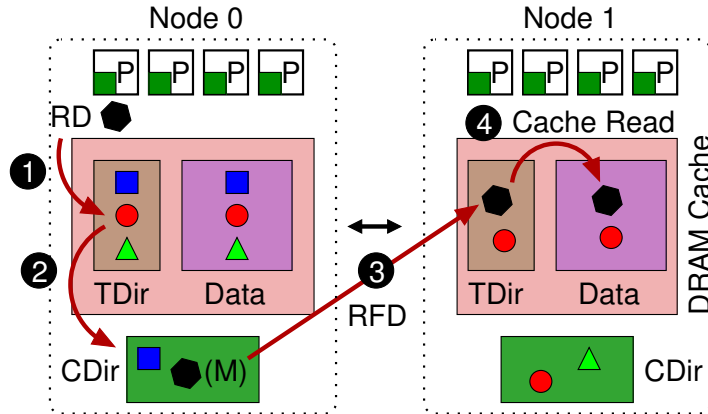 Node 0
Node 1
P P P P
P P P P
RD
4 Cache Read
1
2
3
TDir Data
TDir Data
RFD
DRAM Cache
CDir
(M)
CDir